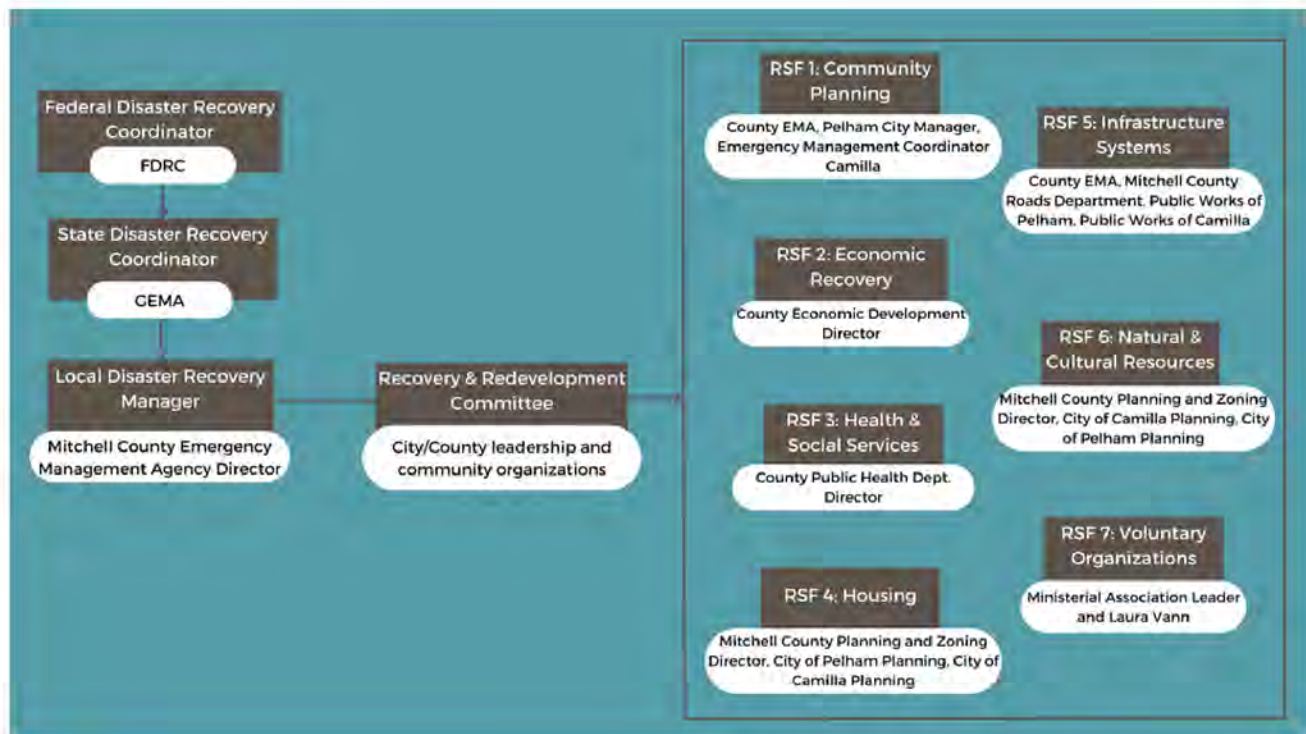 Federal Disaster Recovery
Coordinator
FDRC
State Disaster Recovery
Coordinator
GEMA
Local Disaster Recovery
Manager
Mitchell County Emergency
Management Agency Director
Recovery & Redevelopment
Committee
City/County leadership and
community organizations
RSF 1: Community
Planning
County EMA, Pelham City Manager,
Emergency Management Coordinator
Camilla
RSF 2: Economic
Recovery
County Economic Development
Director
RSF 3: Health &
Social Services
County Public Health Dept.
Director
RSF 4: Housing
Mitchell County Planning and Zoning
Director, City of Pelham Planning, City of
Camilla Planning
RSF 5: Infrastructure
Systems
County EMA, Mitchell County
Roads Department, Public Works of
Pelham, Public Works of Camilla
RSF 6: Natural &
Cultural Resources
Mitchell County Planning and Zoning
Director, City of Camilla Planning, City
of Pelham Planning
RSF 7: Voluntary
Organizations
Ministerial Association Leader
and Laura Vann